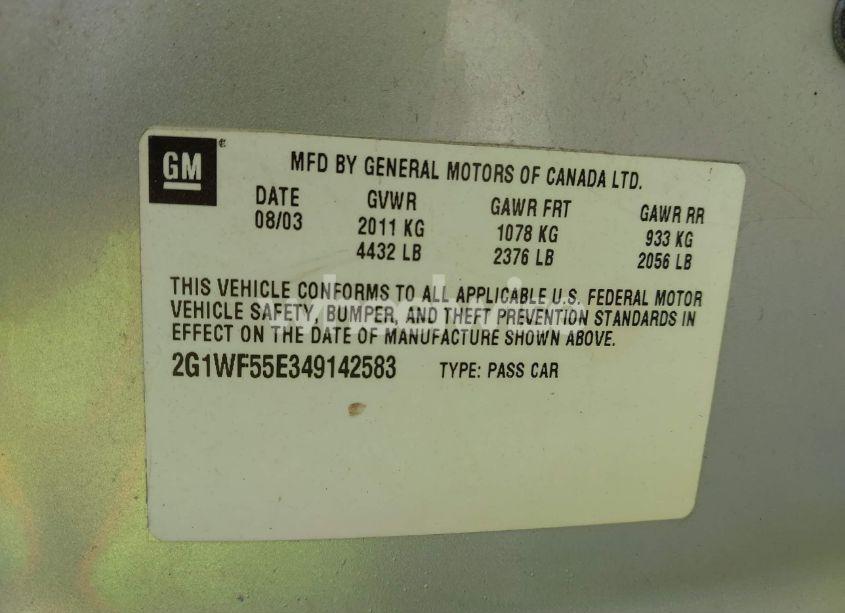 GM
MFD BY GENERAL MOTORS OF CANADA LTD.
DATE GVWR GAWR FRT GAWR RR
08/03 2011 KG 1078 KG 933 KG
4432 LB 2376 LB 2056 LB
THIS VEHICLE CONFORMS TO ALL APPLICABLE U.S. FEDERAL MOTOR
VEHICLE SAFETY, BUMPER, AND THEFT PREVENTION STANDARDS IN
EFFECT ON THE DATE OF MANUFACTURE SHOWN ABOVE.
2G1WF55E349142583 TYPE: PASS CAR